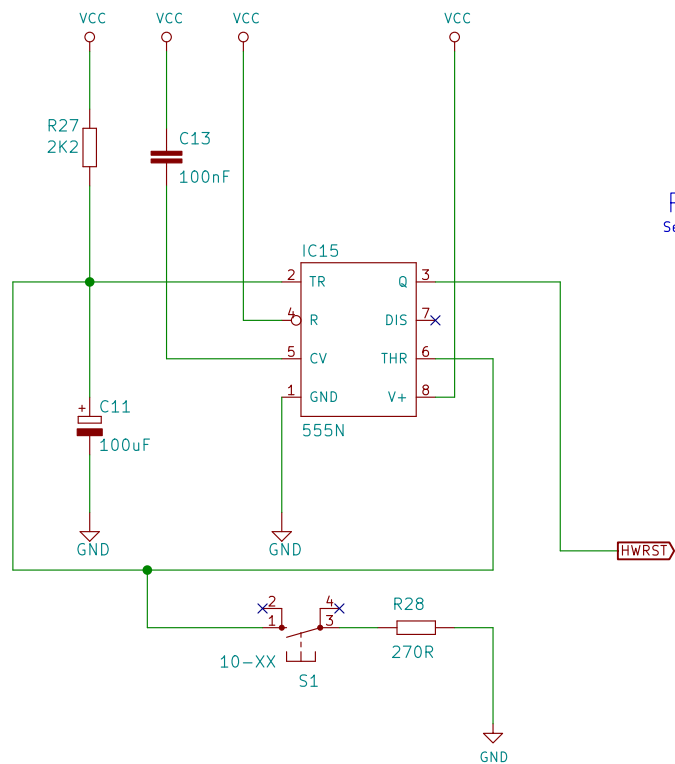 VCC VCC VCC VCC
R27
2K2
C13
100nF
IC15
2 TR Q 3
4 R DIS 7
5 CV THR 6
1 GND V+ 8
555N
+ C11
100uF
GND GND
HWRST
2 4
1 3
R28
270R
10-XX
S1
GND